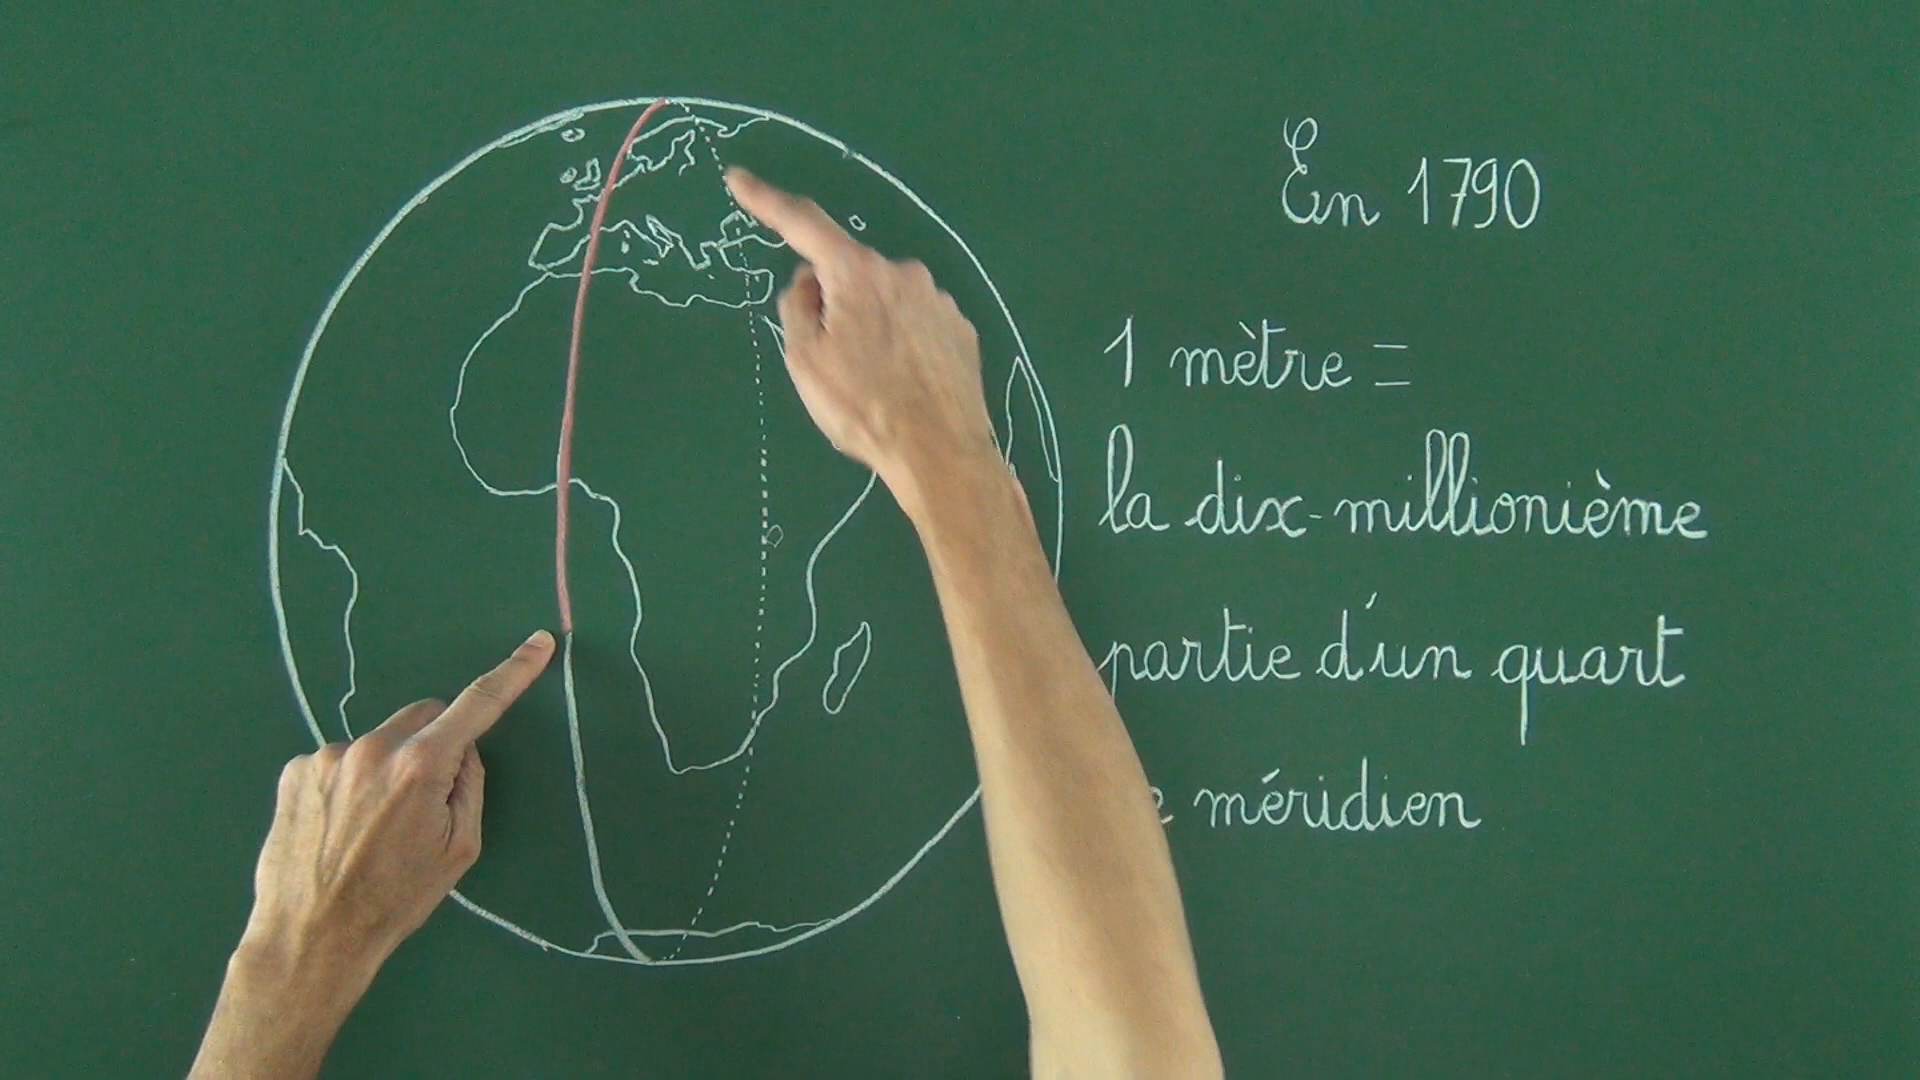 En 1790
1 mètre =
la dix-millionième
partie d'un quart
e méridien